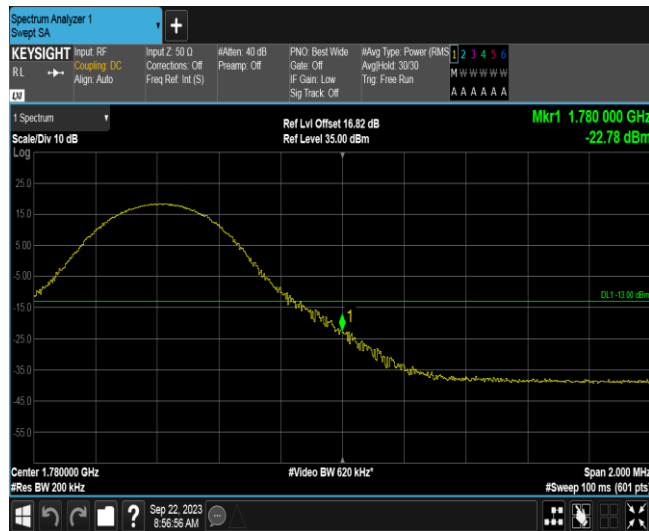 Spectrum Analyzer 1
Swept SA
+
KEYSIGHT
RL
LXI
Input: RF
Coupling: DC
Align: Auto
Input Z: 50 Ω
Corrections: Off
Freq Ref: Int (S)
#Atten: 40 dB
Preamp: Off
PNO: Best Wide
Gate: Off
IF Gain: Low
Sig Track: Off
#Avg Type: Power (RMS
Avg|Hold: 30/30
Trig: Free Run
1 2 3 4 5 6
M W W W W W
A A A A A A
1 Spectrum
Scale/Div 10 dB
Ref Lvl Offset 16.82 dB
Ref Level 35.00 dBm
Mkr1 1.780 000 GHz
-22.78 dBm
Log
25.0
15.0
5.00
-5.00
-15.0
-25.0
-35.0
-45.0
-55.0
DL1 -13.00 dBm
1
Center 1.780000 GHz
#Res BW 200 kHz
#Video BW 620 kHz*
Span 2.000 MHz
#Sweep 100 ms (601 pts)
?
Sep 22, 2023
8:56:56 AM